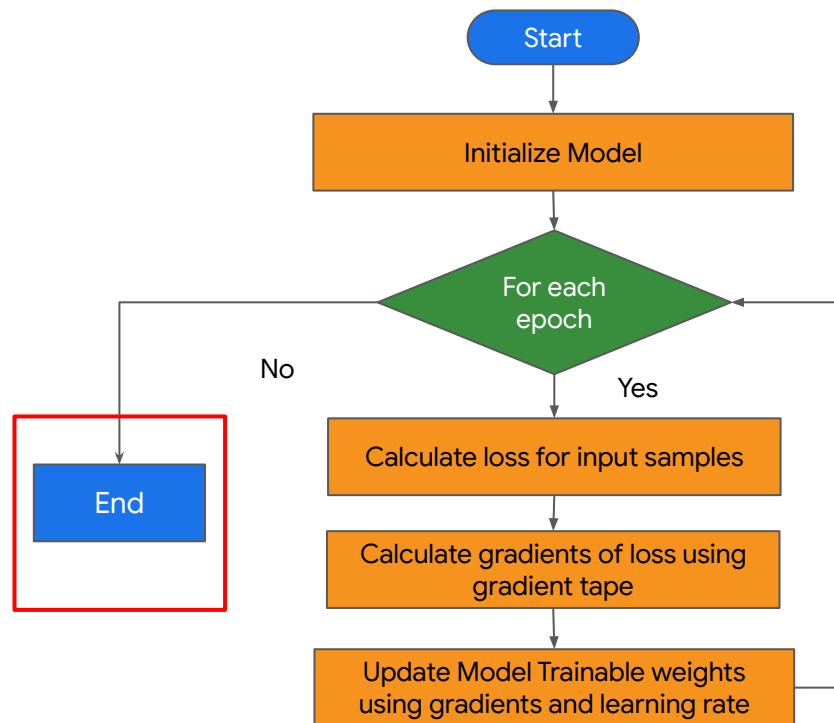 Start
Initialize Model
For each
epoch
No
Yes
Calculate loss for input samples
End
Calculate gradients of loss using
gradient tape
Update Model Trainable weights
using gradients and learning rate